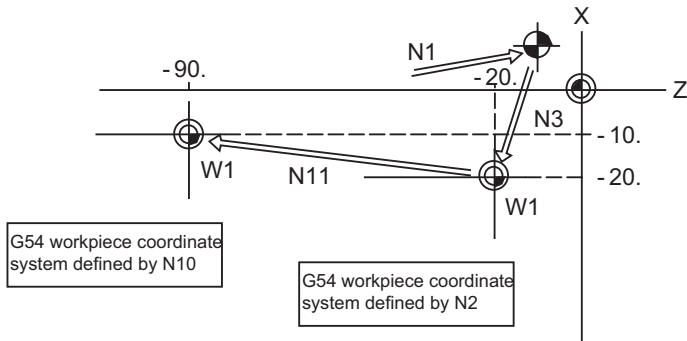 X
N1
-90.
-20.
Z
N3
-10.
W1
N11
-20.
W1
G54 workpiece coordinate
system defined by N10
G54 workpiece coordinate
system defined by N2